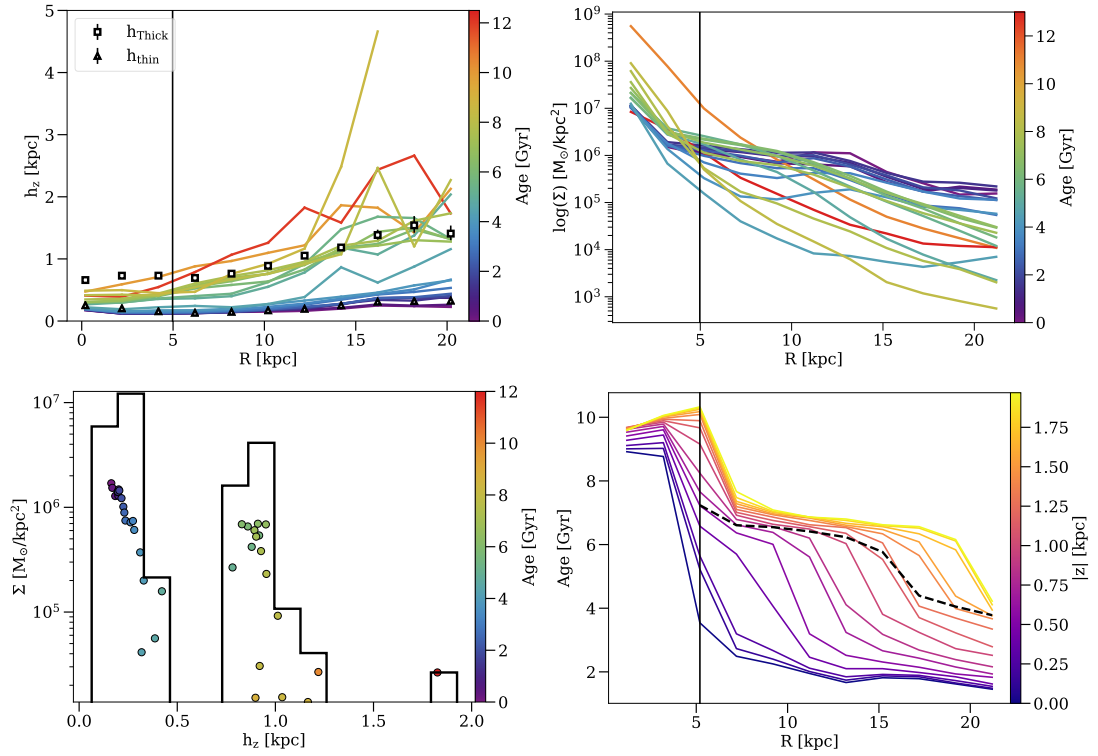 5
4
3
2
1
0
h_z [kpc]
h_Thick
h_thin
0 5 10 15 20
R [kpc]
12
10
8
6
4
2
0
Age [Gyr]
10^9
10^8
10^7
10^6
10^5
10^4
10^3
log(Σ) [M_⊙/kpc^2]
0 5 10 15 20
R [kpc]
12
10
8
6
4
2
0
Age [Gyr]
10^7
10^6
10^5
Σ [M_⊙/kpc^2]
0.0 0.5 1.0 1.5 2.0
h_z [kpc]
12
10
8
6
4
2
0
Age [Gyr]
10
8
6
4
2
Age [Gyr]
0 5 10 15 20
R [kpc]
1.75
1.50
1.25
1.00
0.75
0.50
0.25
0.00
|z| [kpc]